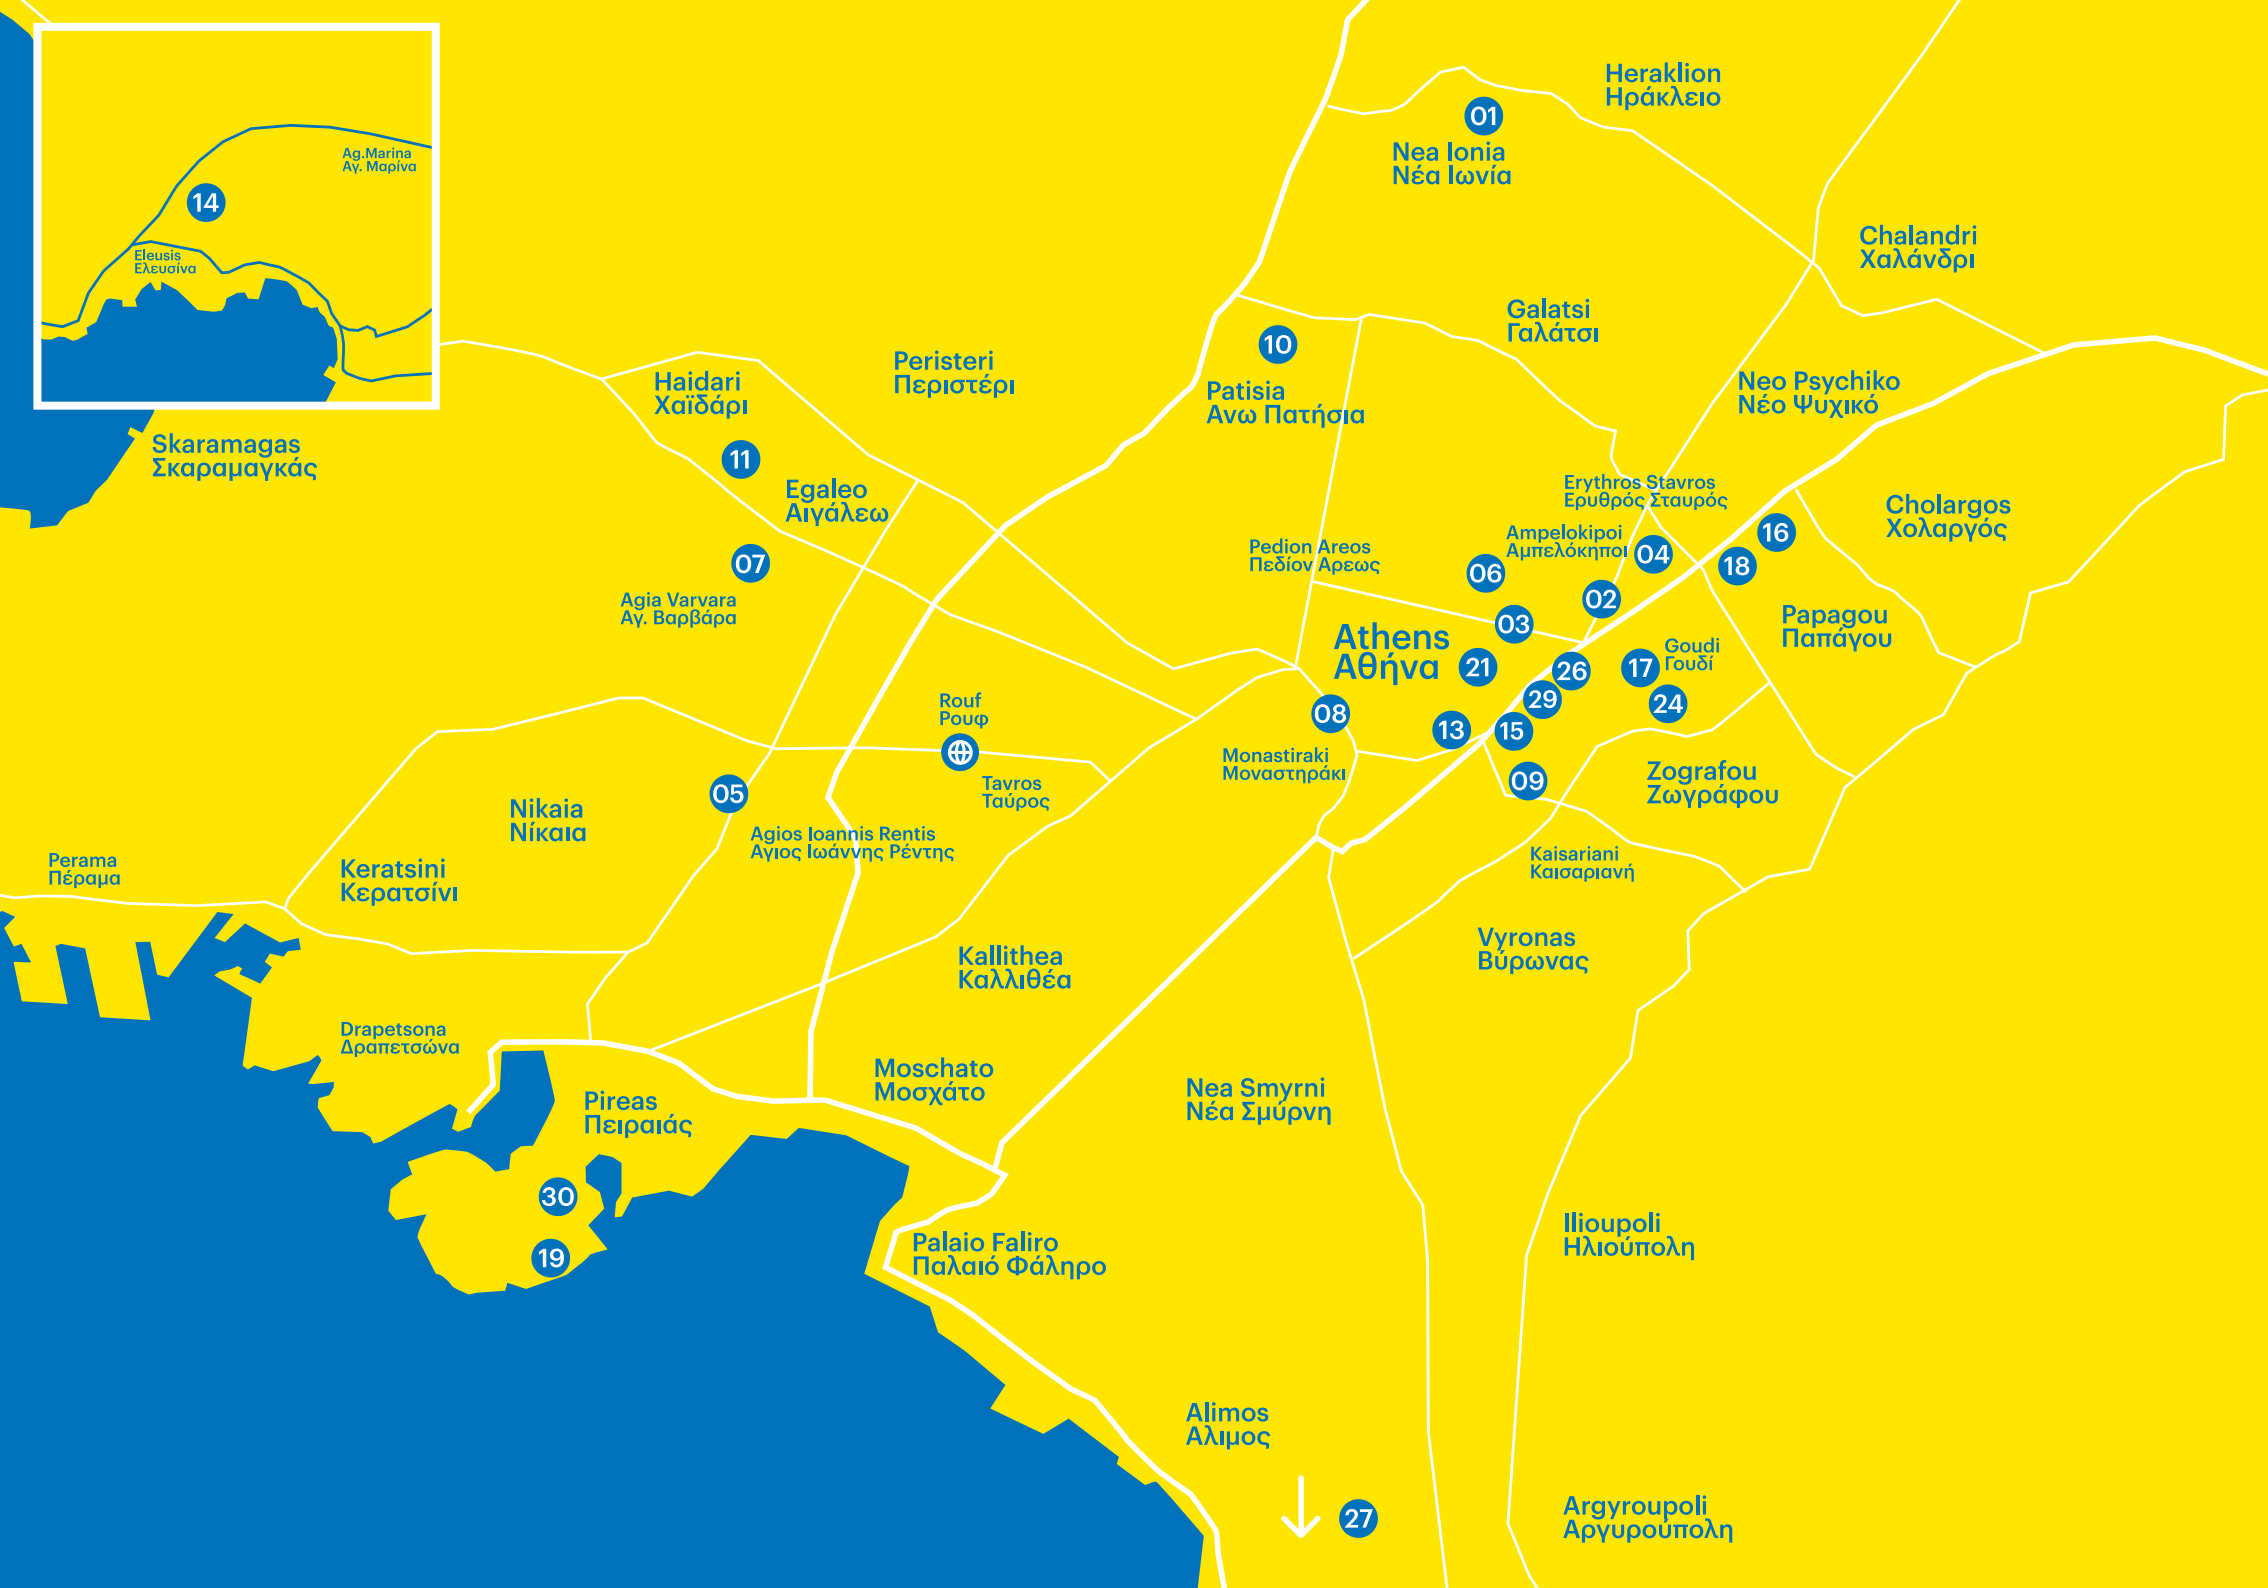 Heraklion
Ηράκλειο
01
Nea Ionia
Νέα Ιωνία
Ag.Marina
Αγ. Μαρίνα
14
Eleusis
Ελευσίνα
Chalandri
Χαλάνδρι
Galatsi
Γαλάτσι
10
Peristeri
Περιστέρι
Haidari
Χαϊδάρι
Patisia
Ανω Πατήσια
Neo Psychiko
Νέο Ψυχικό
Skaramagas
Σκαραμαγκάς
11
Egaleo
Αιγάλεω
Erythros Stavros
Ερυθρός Σταυρός
Cholargos
Χολαργός
16
Ampelokipoi
Αμπελόκηποι
04
Pedion Areos
Πεδίον Αρεως
07
06
18
Agia Varvara
Αγ. Βαρβάρα
02
03
Papagou
Παπάγου
Athens
Αθήνα
21
26
17
Goudi
Γουδί
29
24
Rouf
Ρουφ
08
13
15
Monastiraki
Μοναστηράκι
09
Tavros
Ταύρος
Zografou
Ζωγράφου
05
Nikaia
Νίκαια
Agios Ioannis Rentis
Αγιος Ιωάννης Ρέντης
Perama
Πέραμα
Keratsini
Κερατσίνι
Kaisariani
Καισαριανή
Vyronas
Βύρωνας
Kallithea
Καλλιθέα
Drapetsona
Δραπετσώνα
Moschato
Μοσχάτο
Nea Smyrni
Νέα Σμύρνη
Pireas
Πειραιάς
30
19
Ilioupoli
Ηλιούπολη
Palaio Faliro
Παλαιό Φάληρο
Alimos
Αλιμος
27
Argyroupoli
Αργυρούπολη